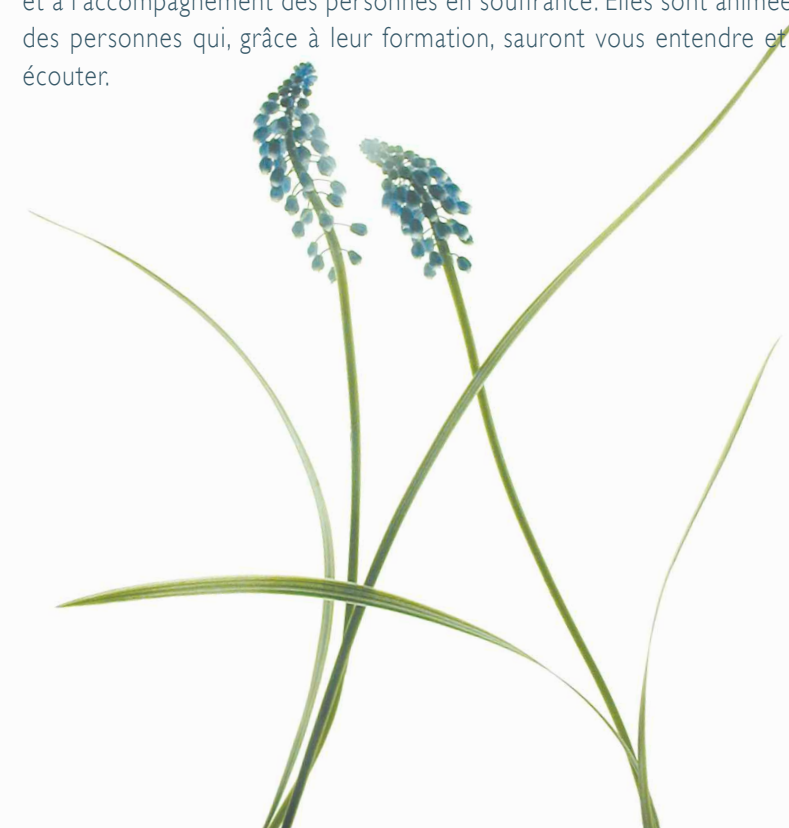 et à l'accompagnement des personnes en souffrance. Elles sont animée
des personnes qui, grâce à leur formation, sauront vous entendre et
écouter.